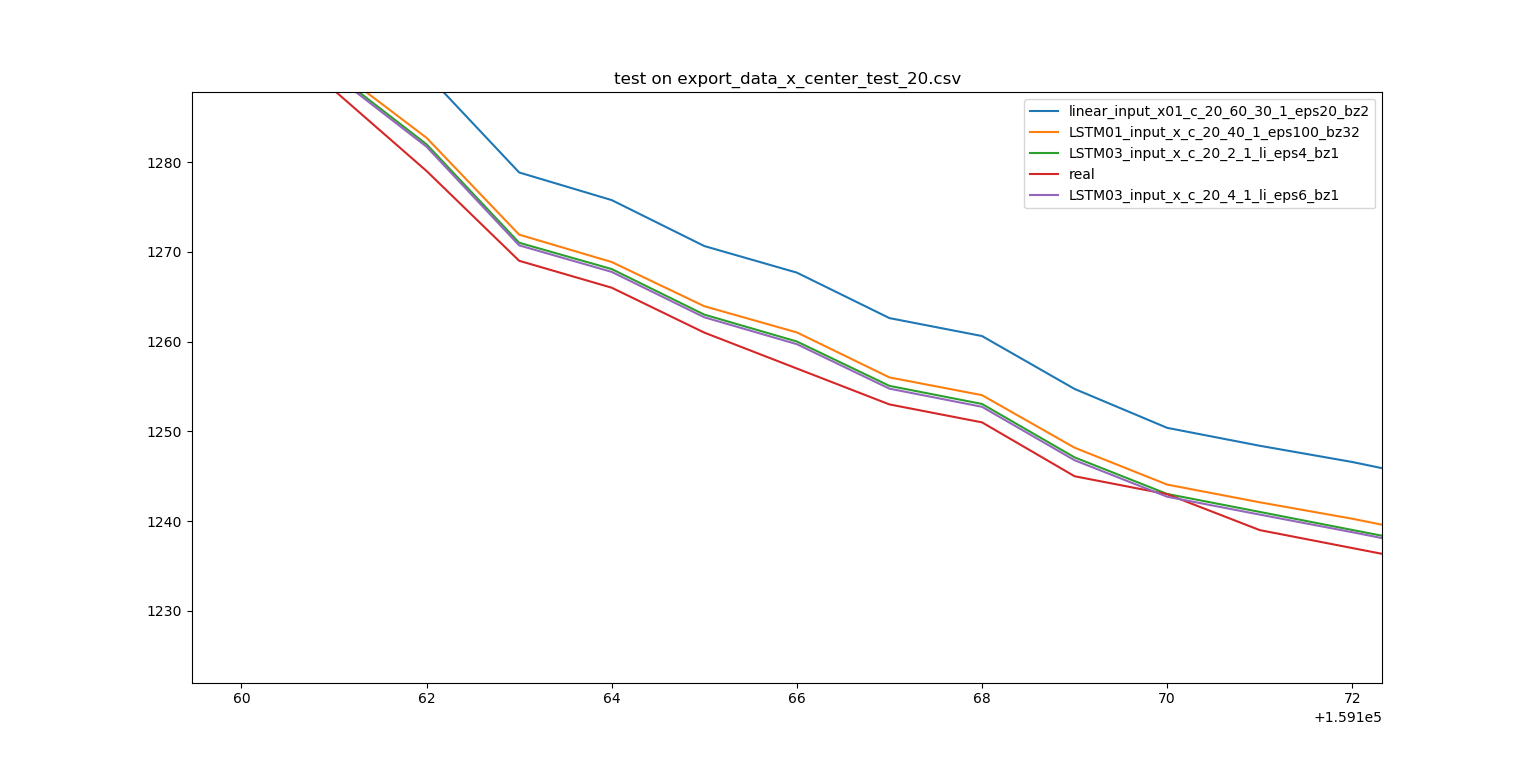 test on export_data_x_center_test_20.csv
linear_input_x01_c_20_60_30_1_eps20_bz2
LSTM01_input_x_c_20_40_1_eps100_bz32
LSTM03_input_x_c_20_2_1_li_eps4_bz1
real
LSTM03_input_x_c_20_4_1_li_eps6_bz1
1280
1270
1260
1250
1240
1230
60 62 64 66 68 70 72
+1.591e5